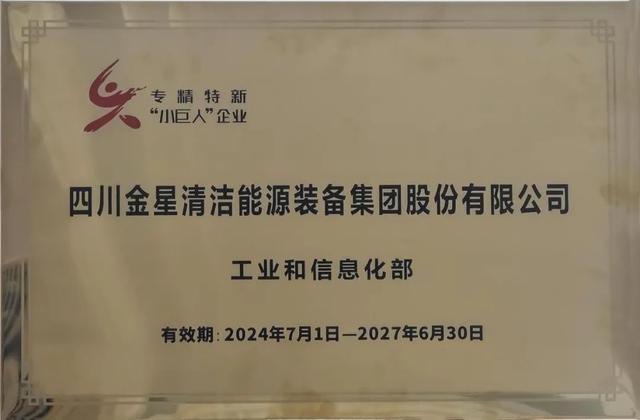 专精特新
“小巨人”企业
四川金星清洁能源装备集团股份有限公司
工业和信息化部
有效期：2024年7月1日—2027年6月30日